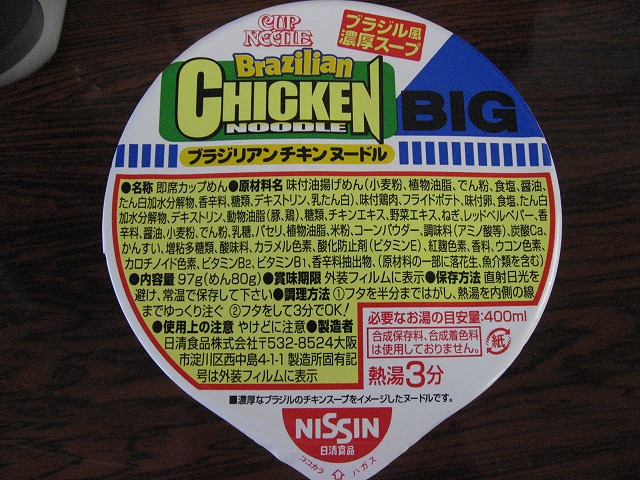 CUP
NOODLE
ブラジル風
濃厚スープ
Brazilian
CHICKEN
NOODLE
BIG
ブラジリアンチキンヌードル
●名称 即席カップめん●原材料名 味付油揚げめん(小麦粉、植物油脂、でん粉、食塩、醤油、
たん白加水分解物、香辛料、糖類、デキストリン、乳たん白)、味付鶏肉、フライドポテト、味付卵、食塩、たん白
加水分解物、デキストリン、動物油脂(豚、鶏)、糖類、チキンエキス、野菜エキス、ねぎ、レッドベルペパー、香
辛料、醤油、小麦粉、でん粉、乳糖、パセリ、植物油脂、米粉、コーンパウダー、調味料(アミノ酸等)、炭酸Ca、
かんすい、増粘多糖類、酸味料、カラメル色素、酸化防止剤(ビタミンE)、紅麹色素、香料、ウコン色素、
カロチノイド色素、ビタミンB2、ビタミンB1、香辛料抽出物、(原材料の一部に落花生、魚介類を含む)
●内容量 97g(めん80g) ●賞味期限 外装フィルムに表示 ●保存方法 直射日光を
避け、常温で保存して下さい●調理方法 ①フタを半分まではがし、熱湯を内側の線
までゆっくり注ぐ ②フタをして3分でOK!
●使用上の注意 やけどに注意●製造者
日清食品株式会社〒532-8524大阪
市淀川区西中島4-1-1 製造所固有記
号は外装フィルムに表示
必要なお湯の目安量:400ml
合成保存料、合成着色料
は使用しておりません。
紙
熱湯3分
■濃厚なブラジルのチキンスープをイメージしたヌードルです。
NISSIN
日清食品
ココカラ
ハガス